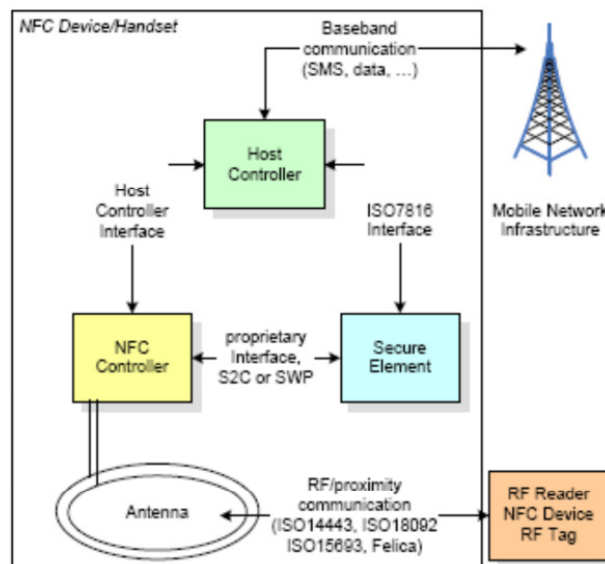 NFC Device/Handset
Baseband
communication
(SMS, data, ...)
Host
Controller
Host
Controller
Interface
ISO7816
Interface
Mobile Network
Infrastructure
NFC
Controller
proprietary
Interface,
S2C or SWP
Secure
Element
Antenna
RF/proximity
communication
(ISO14443, ISO18092
ISO15693, Felica)
RF Reader
NFC Device
RF Tag